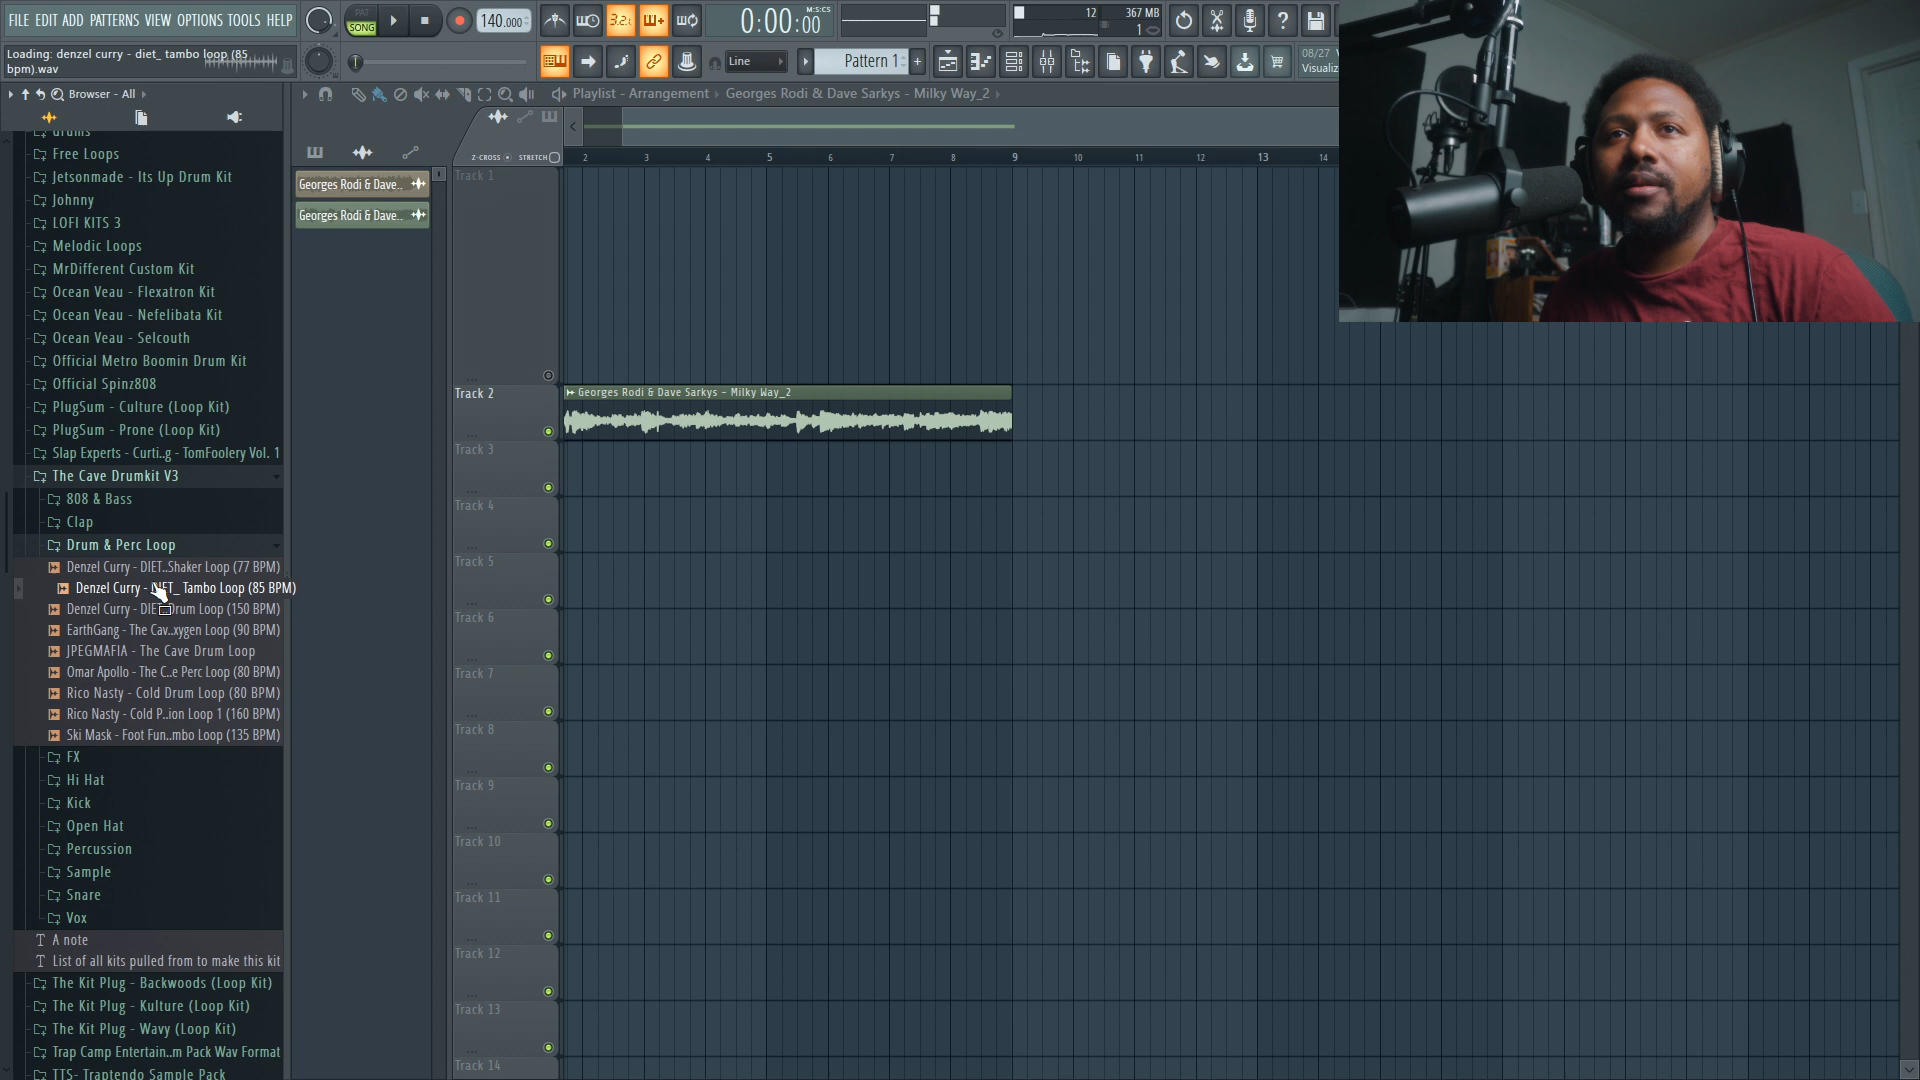 FILE EDIT ADD PATTERNS VIEW OPTIONS TOOLS HELP
PAT
SONG
140.000
3.2.
0:00:00
M:S:CS
12
367 MB
1
Loading: denzel curry - diet_ tambo loop (85
bpm).wav
Line
Pattern 1
08/27
Visualiz
Browser - All
Playlist - Arrangement › Georges Rodi & Dave Sarkys - Milky Way_2 ›
Z-CROSS
STRETCH
2 3 4 5 6 7 8 9 10 11 12 13 14
drums
Free Loops
Jetsonmade - Its Up Drum Kit
Johnny
LOFI KITS 3
Melodic Loops
MrDifferent Custom Kit
Ocean Veau - Flexatron Kit
Ocean Veau - Nefelibata Kit
Ocean Veau - Selcouth
Official Metro Boomin Drum Kit
Official Spinz808
PlugSum - Culture (Loop Kit)
PlugSum - Prone (Loop Kit)
Slap Experts - Curti..g - TomFoolery Vol. 1
The Cave Drumkit V3
808 & Bass
Clap
Drum & Perc Loop
Denzel Curry - DIET..Shaker Loop (77 BPM)
Denzel Curry - DIET_ Tambo Loop (85 BPM)
Denzel Curry - DIE Drum Loop (150 BPM)
EarthGang - The Cav..xygen Loop (90 BPM)
JPEGMAFIA - The Cave Drum Loop
Omar Apollo - The C..e Perc Loop (80 BPM)
Rico Nasty - Cold Drum Loop (80 BPM)
Rico Nasty - Cold P..ion Loop 1 (160 BPM)
Ski Mask - Foot Fun..mbo Loop (135 BPM)
FX
Hi Hat
Kick
Open Hat
Percussion
Sample
Snare
Vox
A note
List of all kits pulled from to make this kit
The Kit Plug - Backwoods (Loop Kit)
The Kit Plug - Kulture (Loop Kit)
The Kit Plug - Wavy (Loop Kit)
Trap Camp Entertain..m Pack Wav Format
TTS- Traptendo Sample Pack
Georges Rodi & Dave..
Georges Rodi & Dave..
Track 1
Track 2
Georges Rodi & Dave Sarkys - Milky Way_2
Track 3
Track 4
Track 5
Track 6
Track 7
Track 8
Track 9
Track 10
Track 11
Track 12
Track 13
Track 14